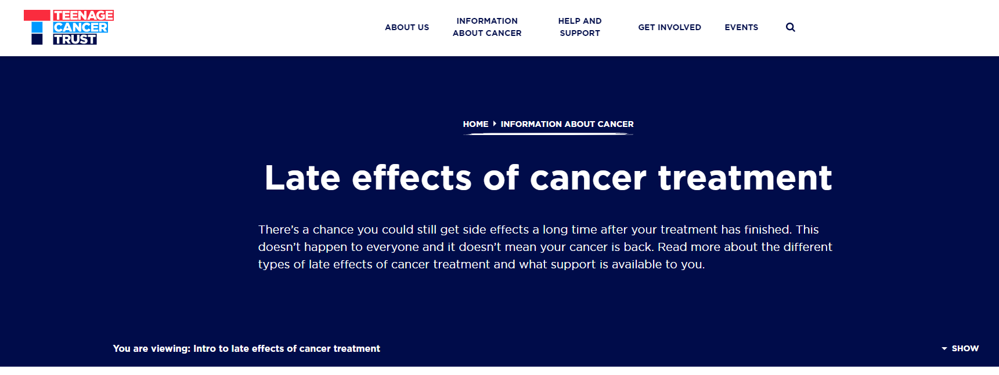 TEENAGE
CANCER
TRUST
ABOUT US
INFORMATION
ABOUT CANCER
HELP AND
SUPPORT
GET INVOLVED
EVENTS
HOME INFORMATION ABOUT CANCER
Late effects of cancer treatment
There’s a chance you could still get side effects a long time after your treatment has finished. This
doesn’t happen to everyone and it doesn’t mean your cancer is back. Read more about the different
types of late effects of cancer treatment and what support is available to you.
You are viewing: Intro to late effects of cancer treatment
SHOW